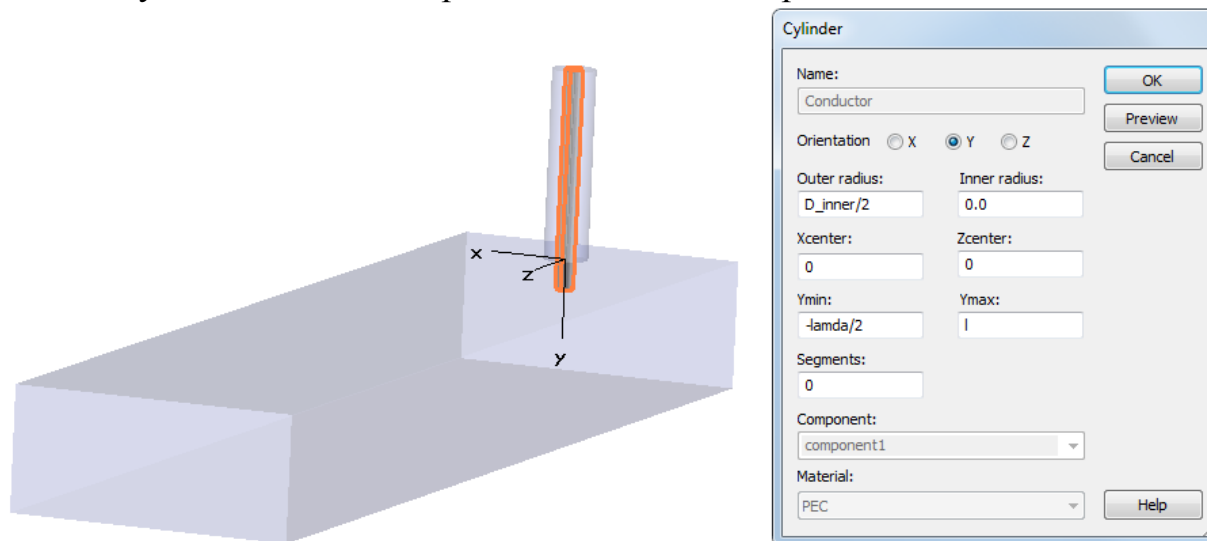 x
z
y
Cylinder
Name:
Conductor
Orientation X Y Z
Outer radius: Inner radius:
D_inner/2 0.0
Xcenter: Zcenter:
0 0
Ymin: Ymax:
-lamda/2 l
Segments:
0
Component:
component1
Material:
PEC
OK
Preview
Cancel
Help